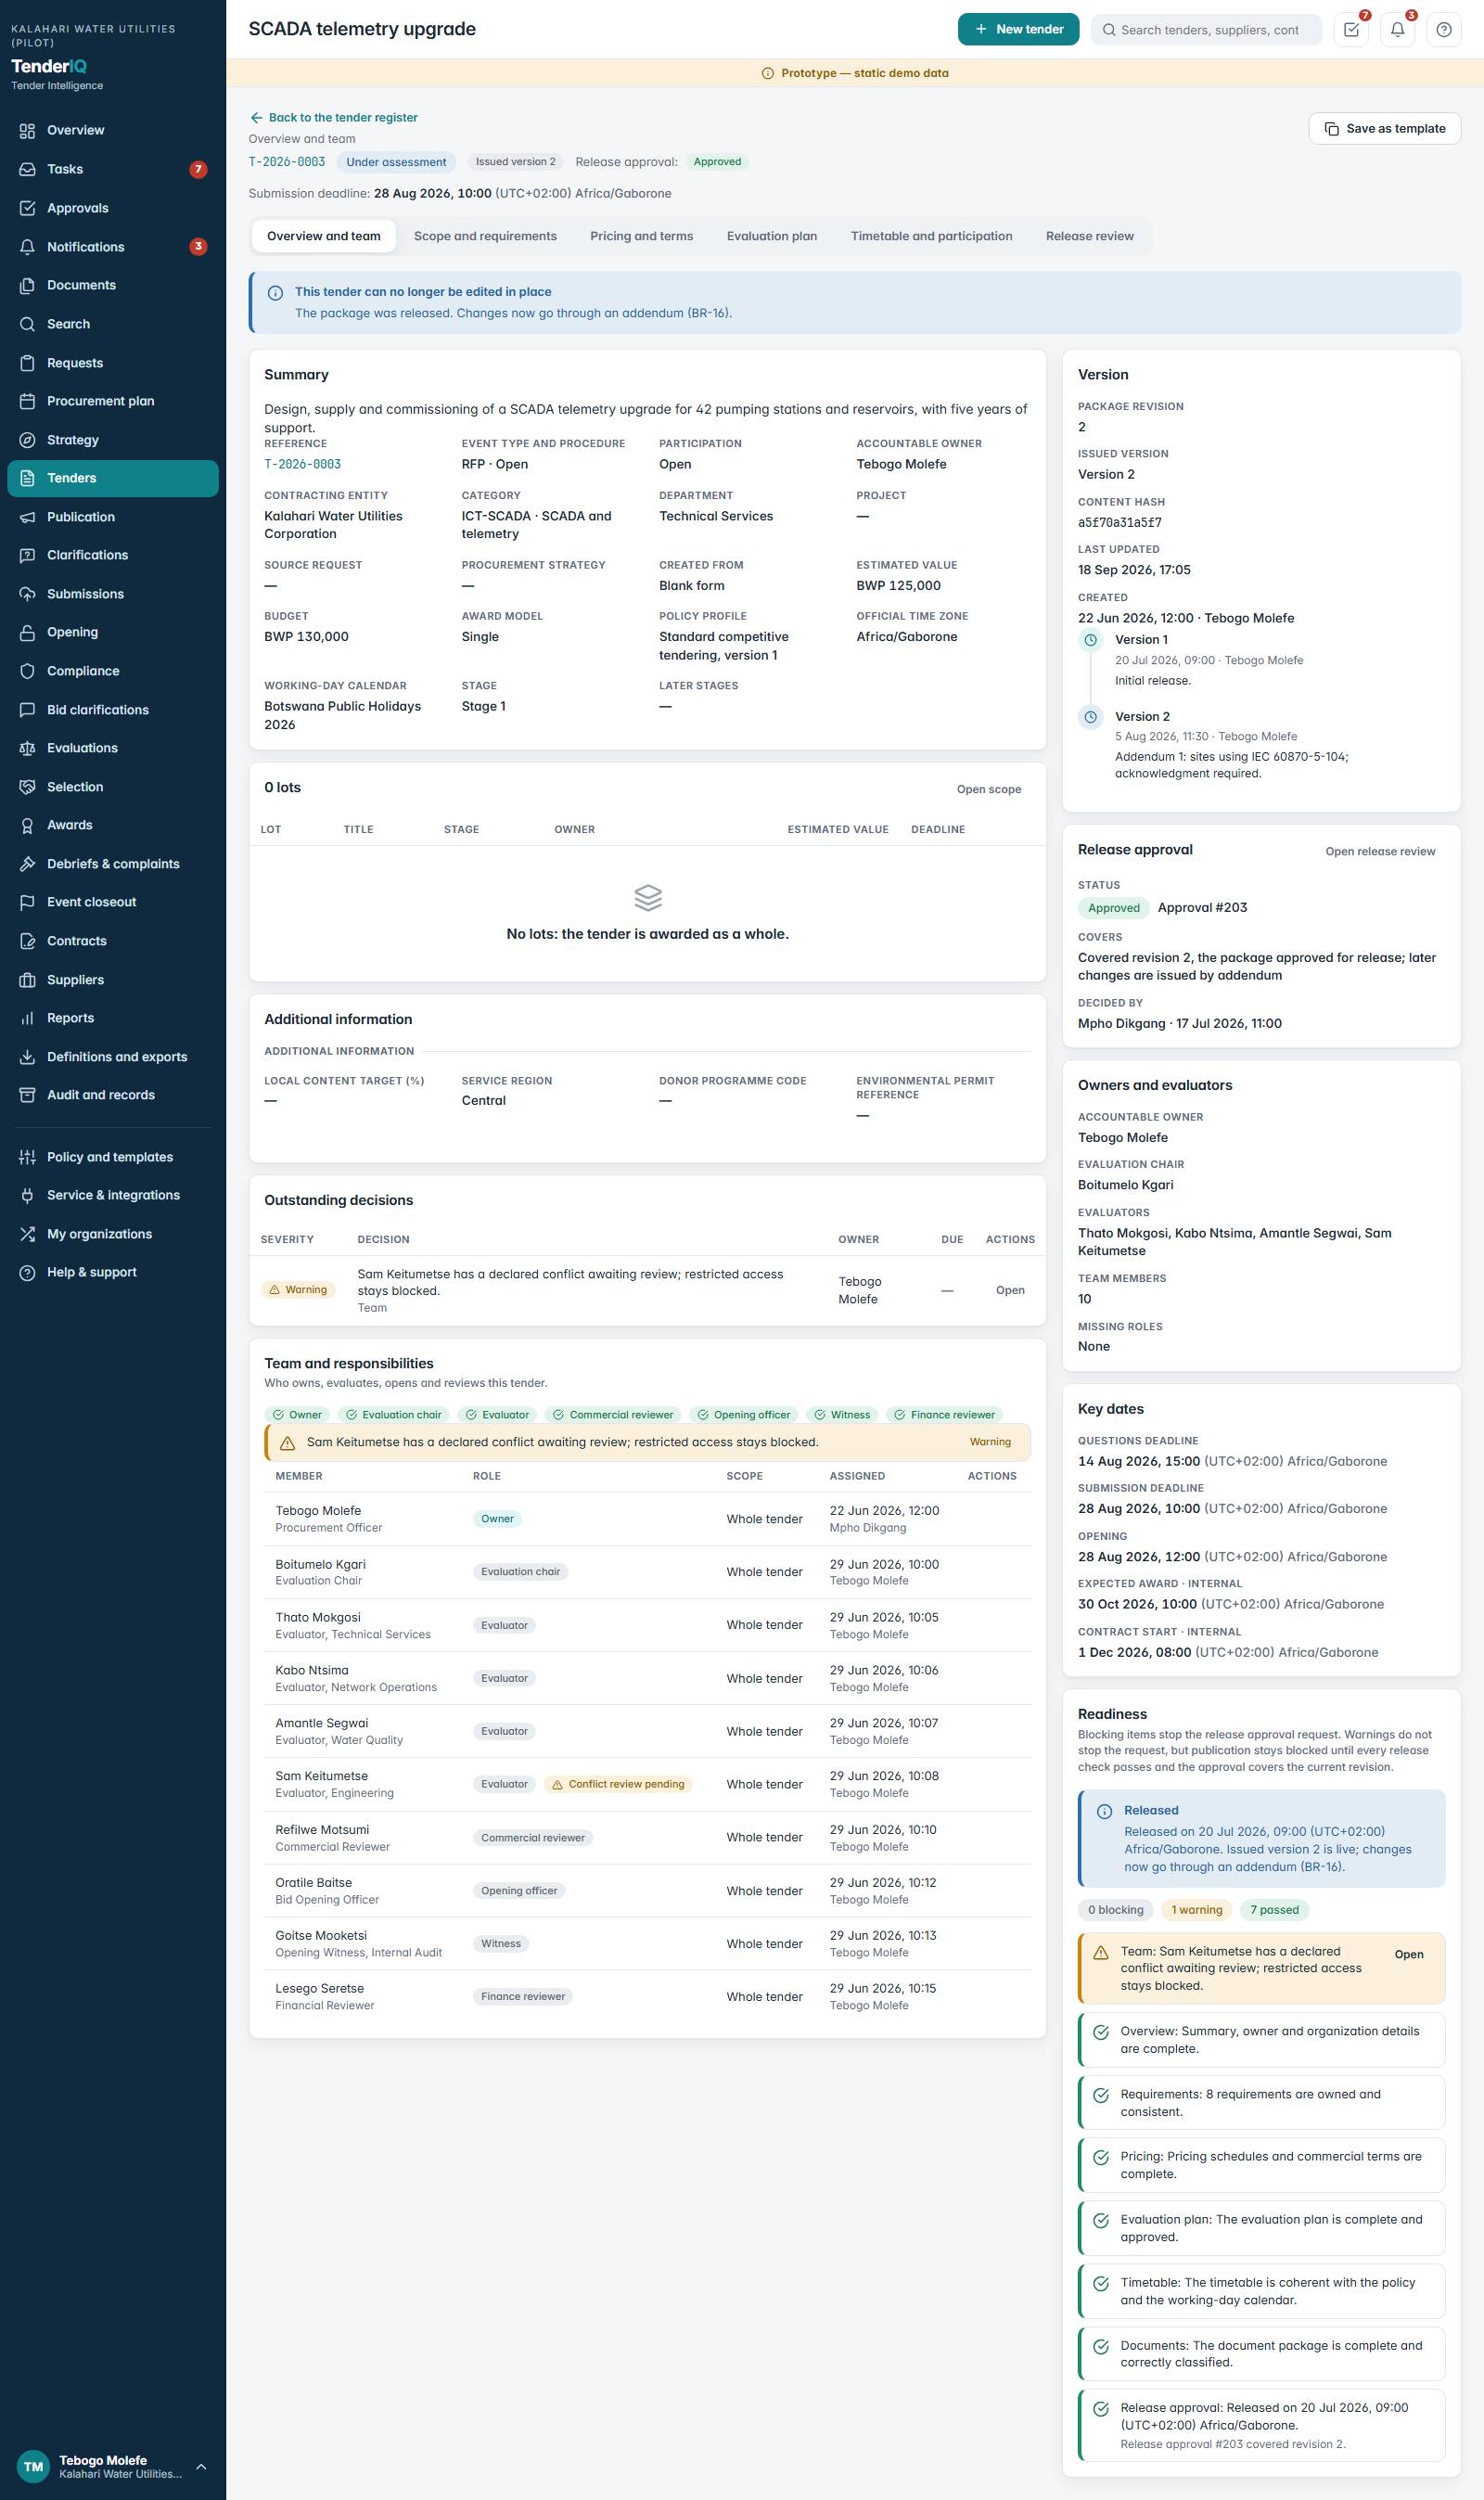 KALAHARI WATER UTILITIES
(PILOT)
TenderIQ
Tender Intelligence
Overview
Tasks 7
Approvals
Notifications 3
Documents
Search
Requests
Procurement plan
Strategy
Tenders
Publication
Clarifications
Submissions
Opening
Compliance
Bid clarifications
Evaluations
Selection
Awards
Debriefs & complaints
Event closeout
Contracts
Suppliers
Reports
Definitions and exports
Audit and records
Policy and templates
Service & integrations
My organizations
Help & support
TM
Tebogo Molefe
Kalahari Water Utilities...
SCADA telemetry upgrade
New tender
Search tenders, suppliers, cont
7
3
Prototype — static demo data
Back to the tender register
Overview and team
T-2026-0003 Under assessment Issued version 2 Release approval: Approved
Submission deadline: 28 Aug 2026, 10:00 (UTC+02:00) Africa/Gaborone
Save as template
Overview and team Scope and requirements Pricing and terms Evaluation plan Timetable and participation Release review
This tender can no longer be edited in place
The package was released. Changes now go through an addendum (BR-16).
Summary
Design, supply and commissioning of a SCADA telemetry upgrade for 42 pumping stations and reservoirs, with five years of
support.
REFERENCE EVENT TYPE AND PROCEDURE PARTICIPATION ACCOUNTABLE OWNER
T-2026-0003 RFP · Open Open Tebogo Molefe
CONTRACTING ENTITY CATEGORY DEPARTMENT PROJECT
Kalahari Water Utilities ICT-SCADA · SCADA and Technical Services —
Corporation telemetry
SOURCE REQUEST PROCUREMENT STRATEGY CREATED FROM ESTIMATED VALUE
— — Blank form BWP 125,000
BUDGET AWARD MODEL POLICY PROFILE OFFICIAL TIME ZONE
BWP 130,000 Single Standard competitive Africa/Gaborone
tendering, version 1
WORKING-DAY CALENDAR STAGE LATER STAGES
Botswana Public Holidays Stage 1 —
2026
0 lots
Open scope
LOT TITLE STAGE OWNER ESTIMATED VALUE DEADLINE
No lots: the tender is awarded as a whole.
Additional information
ADDITIONAL INFORMATION
LOCAL CONTENT TARGET (%) SERVICE REGION DONOR PROGRAMME CODE ENVIRONMENTAL PERMIT
REFERENCE
— Central — —
Outstanding decisions
SEVERITY DECISION OWNER DUE ACTIONS
Warning Sam Keitumetse has a declared conflict awaiting review; restricted access
stays blocked.
Team
Tebogo
Molefe
— Open
Team and responsibilities
Who owns, evaluates, opens and reviews this tender.
Owner Evaluation chair Evaluator Commercial reviewer Opening officer Witness Finance reviewer
Sam Keitumetse has a declared conflict awaiting review; restricted access stays blocked. Warning
MEMBER ROLE SCOPE ASSIGNED ACTIONS
Tebogo Molefe Owner Whole tender 22 Jun 2026, 12:00
Procurement Officer Mpho Dikgang
Boitumelo Kgari Evaluation chair Whole tender 29 Jun 2026, 10:00
Evaluation Chair Tebogo Molefe
Thato Mokgosi Evaluator Whole tender 29 Jun 2026, 10:05
Evaluator, Technical Services Tebogo Molefe
Kabo Ntsima Evaluator Whole tender 29 Jun 2026, 10:06
Evaluator, Network Operations Tebogo Molefe
Amantle Segwai Evaluator Whole tender 29 Jun 2026, 10:07
Evaluator, Water Quality Tebogo Molefe
Sam Keitumetse Evaluator Conflict review pending Whole tender 29 Jun 2026, 10:08
Evaluator, Engineering Tebogo Molefe
Refilwe Motsumi Commercial reviewer Whole tender 29 Jun 2026, 10:10
Commercial Reviewer Tebogo Molefe
Oratile Baitse Opening officer Whole tender 29 Jun 2026, 10:12
Bid Opening Officer Tebogo Molefe
Goitse Mooketsi Witness Whole tender 29 Jun 2026, 10:13
Opening Witness, Internal Audit Tebogo Molefe
Lesego Seretse Finance reviewer Whole tender 29 Jun 2026, 10:15
Financial Reviewer Tebogo Molefe
Version
PACKAGE REVISION
2
ISSUED VERSION
Version 2
CONTENT HASH
a5f70a31a5f7
LAST UPDATED
18 Sep 2026, 17:05
CREATED
22 Jun 2026, 12:00 · Tebogo Molefe
Version 1
20 Jul 2026, 09:00 · Tebogo Molefe
Initial release.
Version 2
5 Aug 2026, 11:30 · Tebogo Molefe
Addendum 1: sites using IEC 60870-5-104;
acknowledgment required.
Release approval
Open release review
STATUS
Approved Approval #203
COVERS
Covered revision 2, the package approved for release; later
changes are issued by addendum
DECIDED BY
Mpho Dikgang · 17 Jul 2026, 11:00
Owners and evaluators
ACCOUNTABLE OWNER
Tebogo Molefe
EVALUATION CHAIR
Boitumelo Kgari
EVALUATORS
Thato Mokgosi, Kabo Ntsima, Amantle Segwai, Sam
Keitumetse
TEAM MEMBERS
10
MISSING ROLES
None
Key dates
QUESTIONS DEADLINE
14 Aug 2026, 15:00 (UTC+02:00) Africa/Gaborone
SUBMISSION DEADLINE
28 Aug 2026, 10:00 (UTC+02:00) Africa/Gaborone
OPENING
28 Aug 2026, 12:00 (UTC+02:00) Africa/Gaborone
EXPECTED AWARD · INTERNAL
30 Oct 2026, 10:00 (UTC+02:00) Africa/Gaborone
CONTRACT START · INTERNAL
1 Dec 2026, 08:00 (UTC+02:00) Africa/Gaborone
Readiness
Blocking items stop the release approval request. Warnings do not
stop the request, but publication stays blocked until every release
check passes and the approval covers the current revision.
Released
Released on 20 Jul 2026, 09:00 (UTC+02:00)
Africa/Gaborone. Issued version 2 is live; changes
now go through an addendum (BR-16).
0 blocking 1 warning 7 passed
Team: Sam Keitumetse has a declared
conflict awaiting review; restricted access
stays blocked.
Open
Overview: Summary, owner and organization details
are complete.
Requirements: 8 requirements are owned and
consistent.
Pricing: Pricing schedules and commercial terms are
complete.
Evaluation plan: The evaluation plan is complete and
approved.
Timetable: The timetable is coherent with the policy
and the working-day calendar.
Documents: The document package is complete and
correctly classified.
Release approval: Released on 20 Jul 2026, 09:00
(UTC+02:00) Africa/Gaborone.
Release approval #203 covered revision 2.